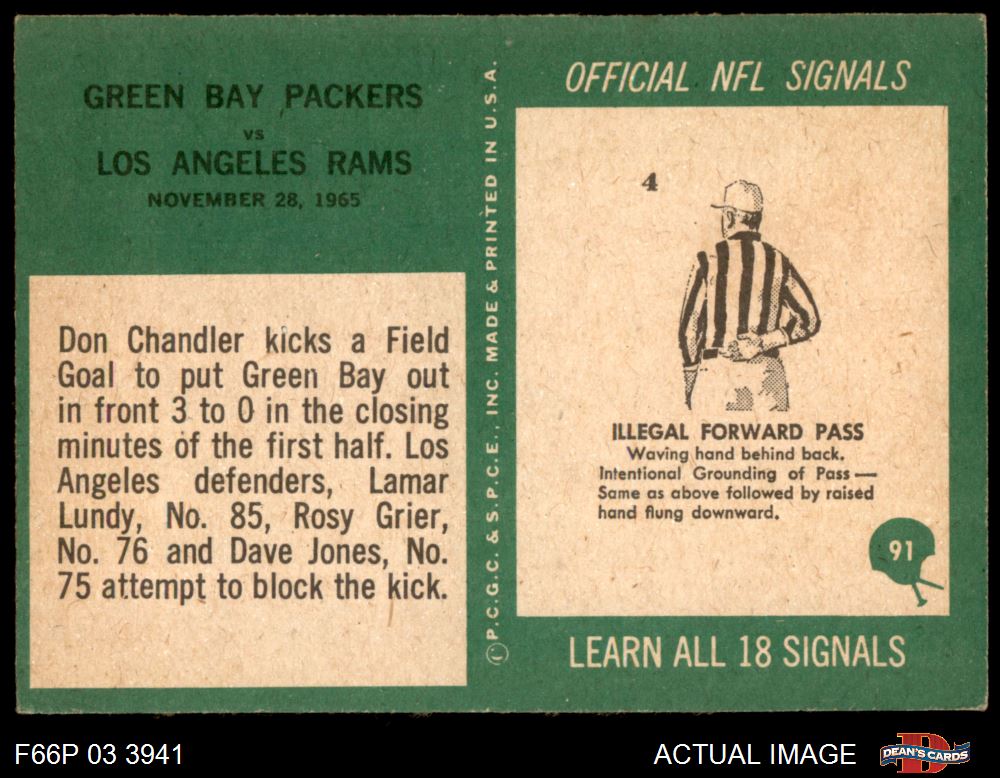 GREEN BAY PACKERS
vs
LOS ANGELES RAMS
NOVEMBER 28, 1965
Don Chandler kicks a Field
Goal to put Green Bay out
in front 3 to 0 in the closing
minutes of the first half. Los
Angeles defenders, Lamar
Lundy, No. 85, Rosy Grier,
No. 76 and Dave Jones, No.
75 attempt to block the kick.
©P.C.G.C. & S.P.C.E., INC. MADE & PRINTED IN U.S.A.
OFFICIAL NFL SIGNALS
4
ILLEGAL FORWARD PASS
Waving hand behind back.
Intentional Grounding of Pass—
Same as above followed by raised
hand flung downward.
91
LEARN ALL 18 SIGNALS
F66P 03 3941
ACTUAL IMAGE
D
DEAN'S CARDS